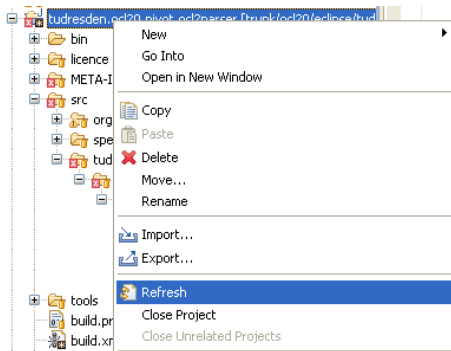 tudresden.ocl20.pivot.ocl2parser [trunk/ocl20/eclipse/tud
bin
New
licence
Go Into
META-I
Open in New Window
src
org
Copy
spe
Paste
tud
Delete
Move...
Rename
Import...
Export...
tools
Refresh
build.pr
Close Project
build.xm
Close Unrelated Projects